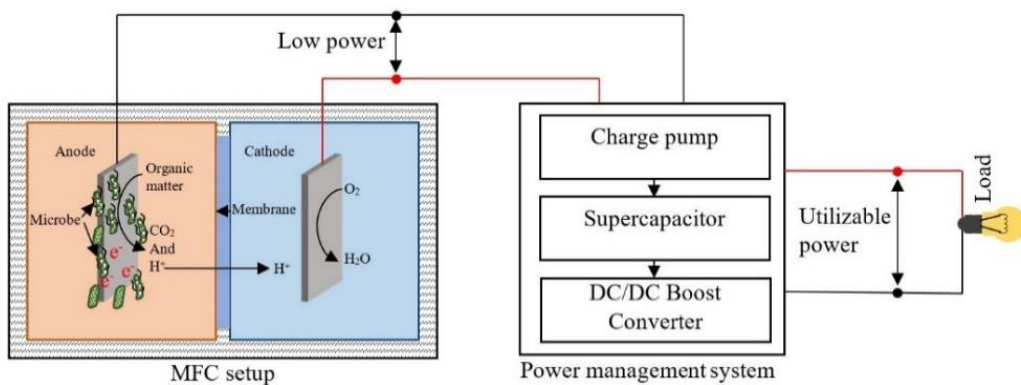 Low power
Anode
Organic
matter
Microbe
CO2
And
H+
e-
e-
e-
Membrane
Cathode
O2
H2O
H+
MFC setup
Charge pump
Supercapacitor
DC/DC Boost
Converter
Power management system
Utilizable
power
Load